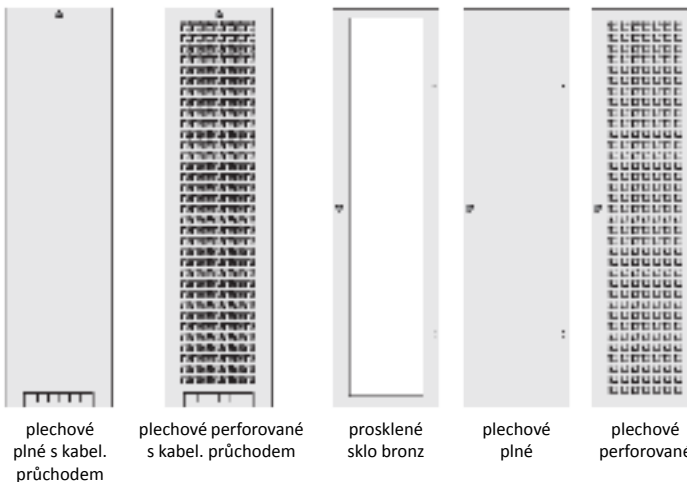 plechové
plné s kabel.
průchodem
plechové perforované
s kabel. průchodem
prosklené
sklo bronz
plechové
plné
plechové
perforované